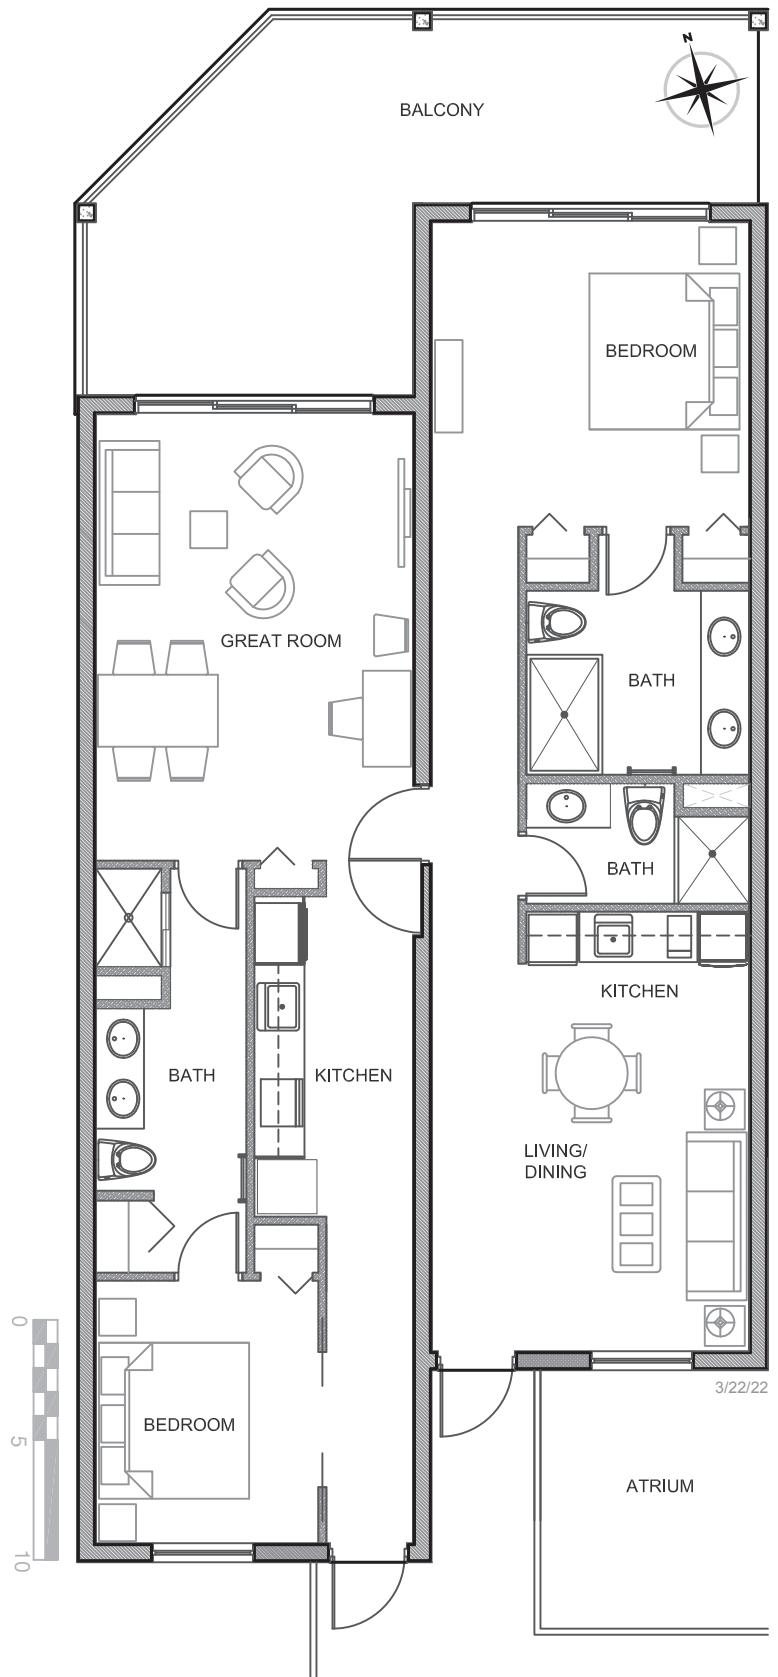 N
BALCONY
BEDROOM
GREAT ROOM
BATH
BATH
KITCHEN
BATH
KITCHEN
LIVING/
DINING
0
5
10
3/22/22
BEDROOM
ATRIUM